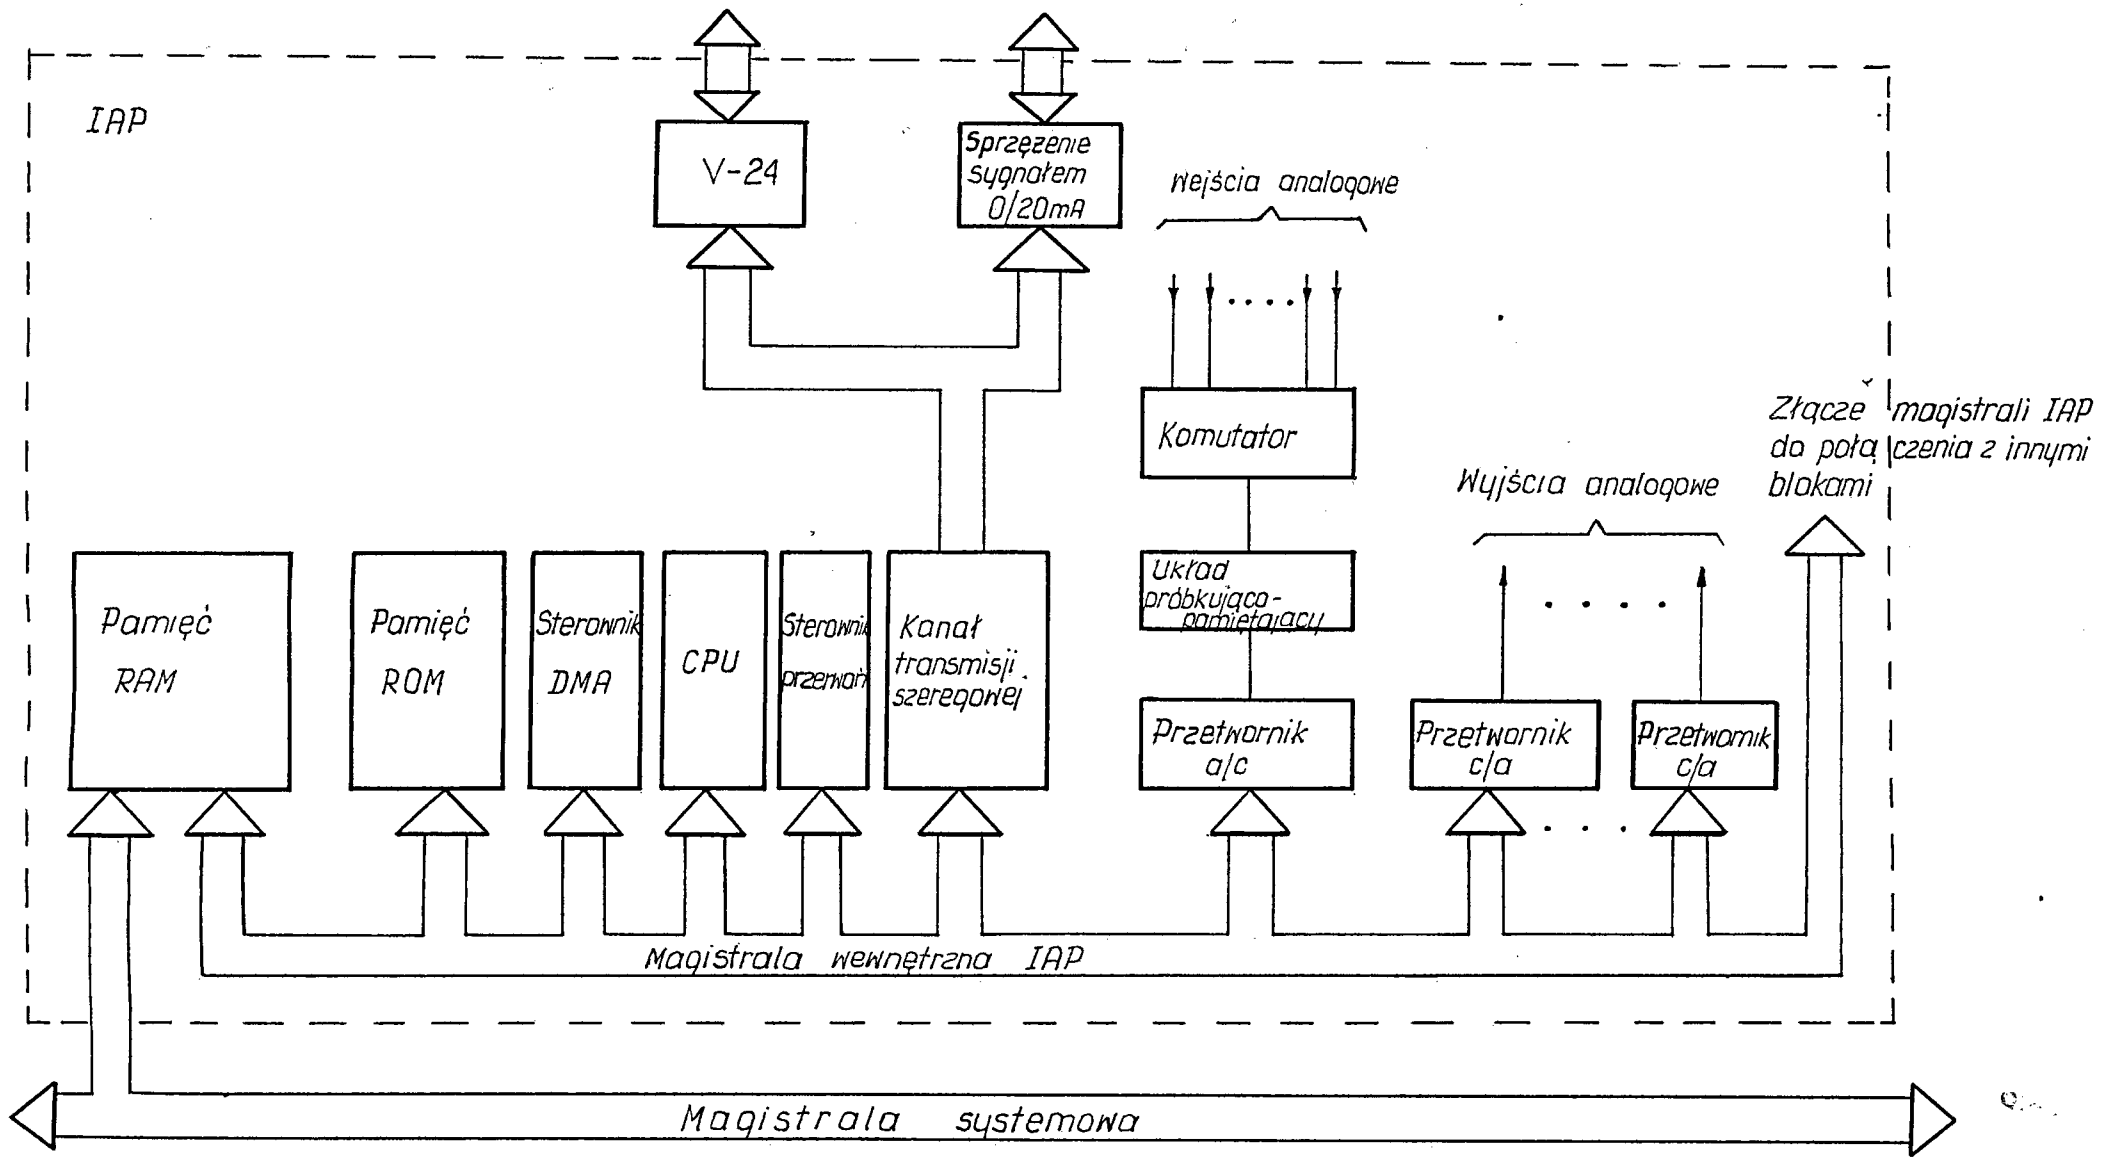 IAP
V-24
Sprzężenie
sygnałem
0/20mA
Wejścia analogowe
Komutator
Złącze magistrali IAP
do połączenia z innymi
blokami
Wyjścia analogowe
Układ
próbkująco-
pamiętający
Pamięć
RAM
Pamięć
ROM
Sterownik
DMA
CPU
Sterownik
przerwań
Kanał
transmisji
szeregowej
Przetwornik
a/c
Przetwornik
c/a
Przetwornik
c/a
Magistrala wewnętrzna IAP
Magistrala systemowa